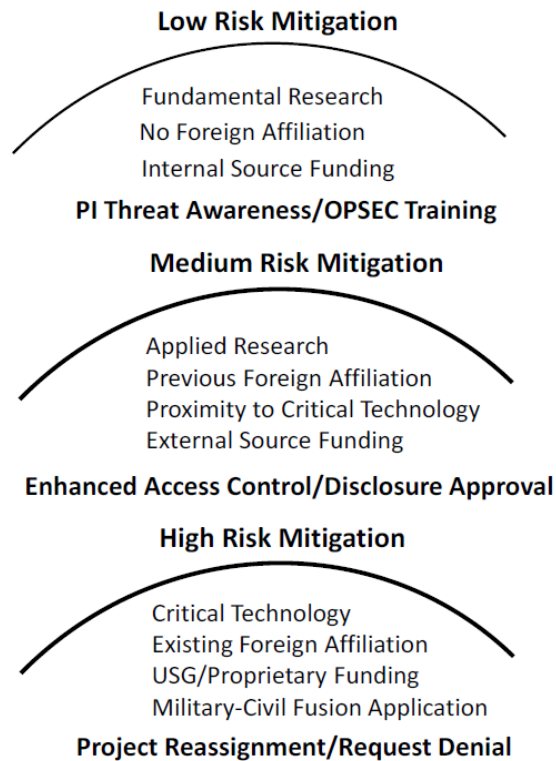 Low Risk Mitigation
Fundamental Research
No Foreign Affiliation
Internal Source Funding
PI Threat Awareness/OPSEC Training
Medium Risk Mitigation
Applied Research
Previous Foreign Affiliation
Proximity to Critical Technology
External Source Funding
Enhanced Access Control/Disclosure Approval
High Risk Mitigation
Critical Technology
Existing Foreign Affiliation
USG/Proprietary Funding
Military-Civil Fusion Application
Project Reassignment/Request Denial